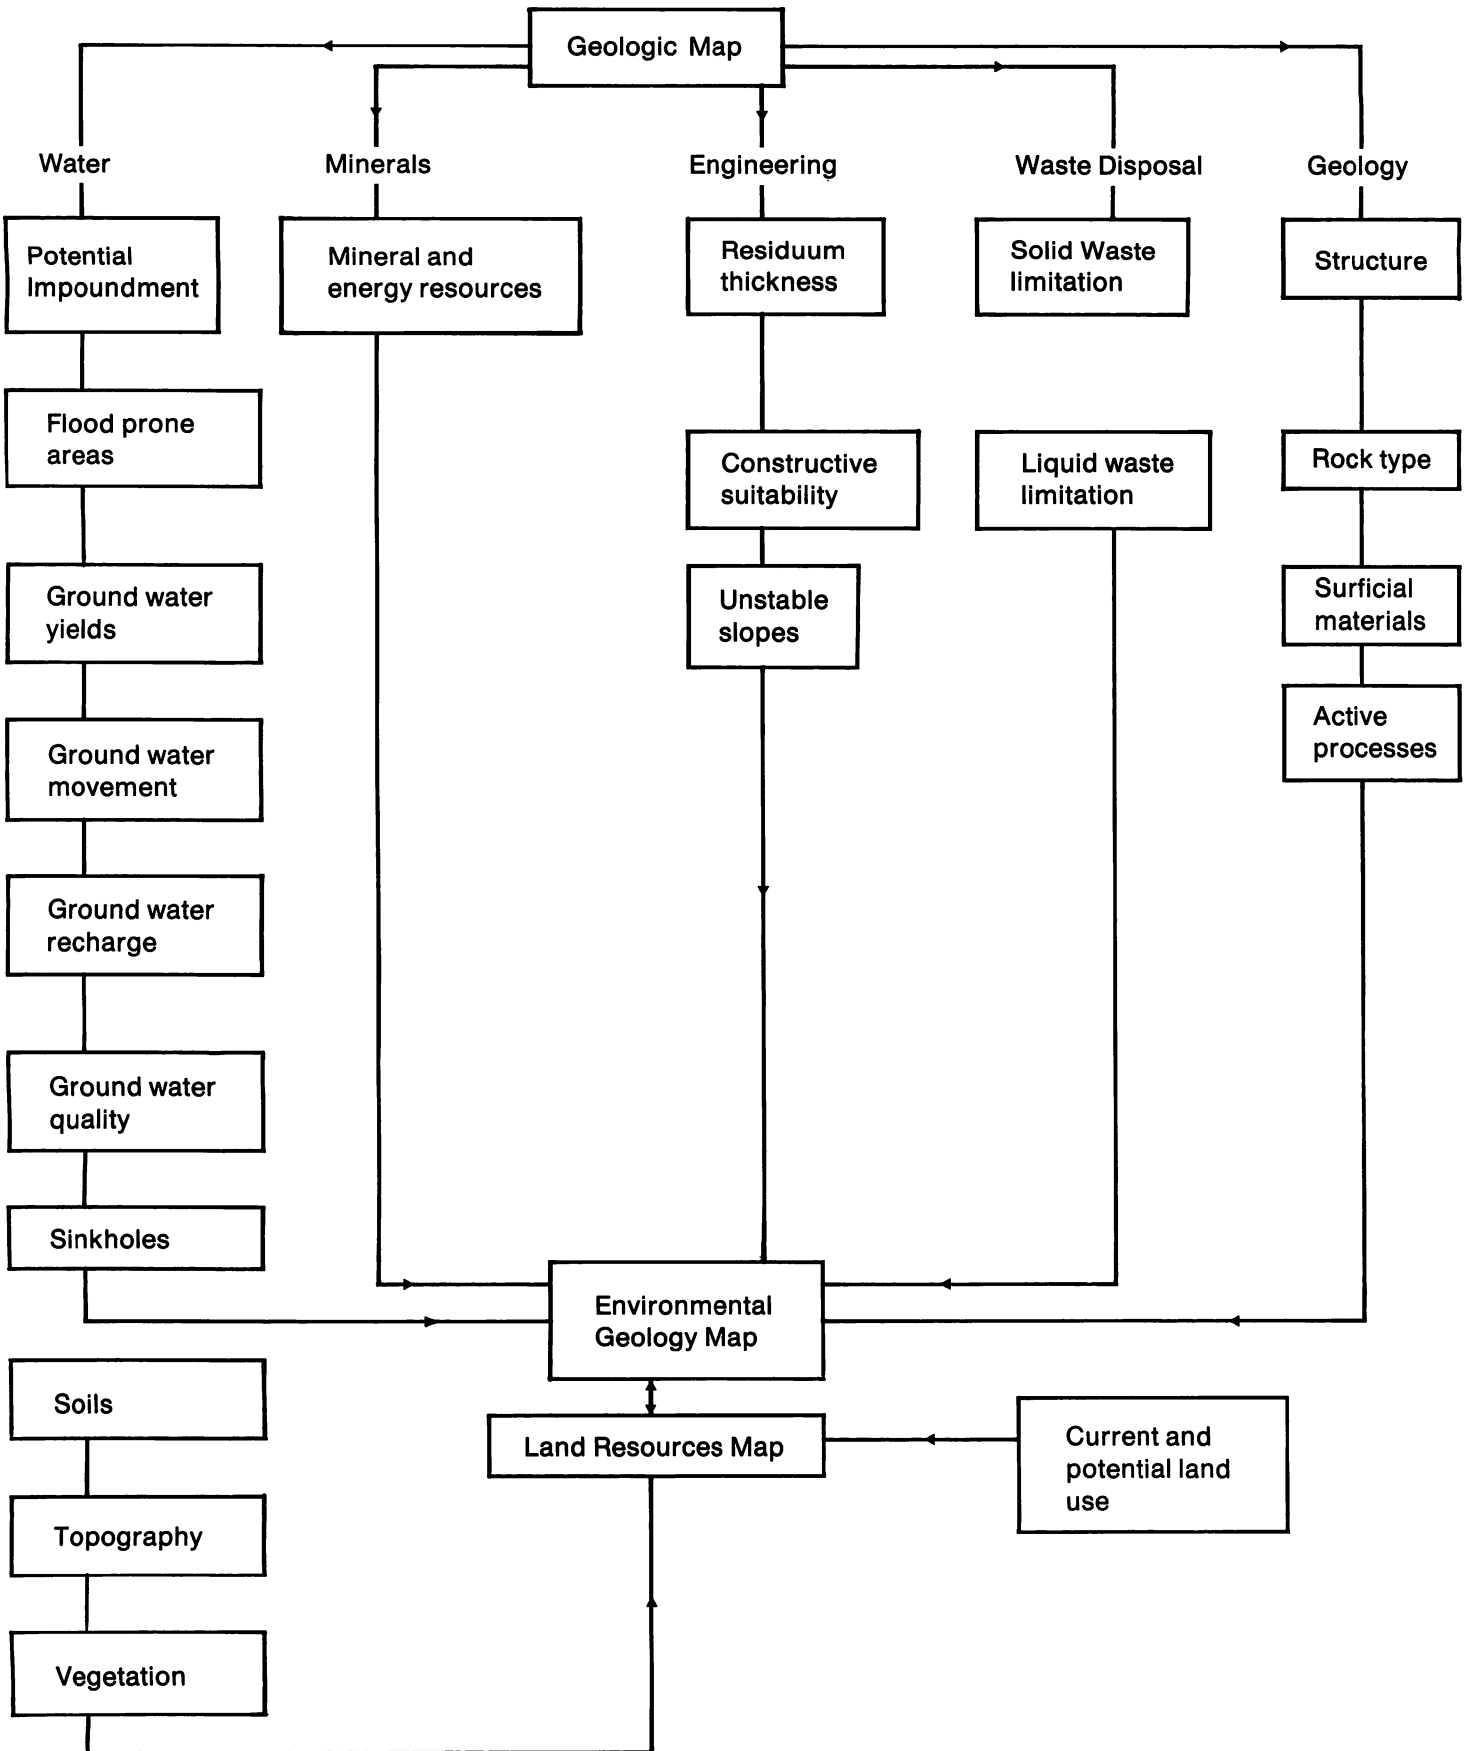 Geologic Map
Water
Minerals
Engineering
Waste Disposal
Geology
Potential
Impoundment
Mineral and
energy resources
Residuum
thickness
Solid Waste
limitation
Structure
Flood prone
areas
Constructive
suitability
Liquid waste
limitation
Rock type
Ground water
yields
Unstable
slopes
Surficial
materials
Ground water
movement
Active
processes
Ground water
recharge
Ground water
quality
Sinkholes
Environmental
Geology Map
Soils
Land Resources Map
Current and
potential land
use
Topography
Vegetation